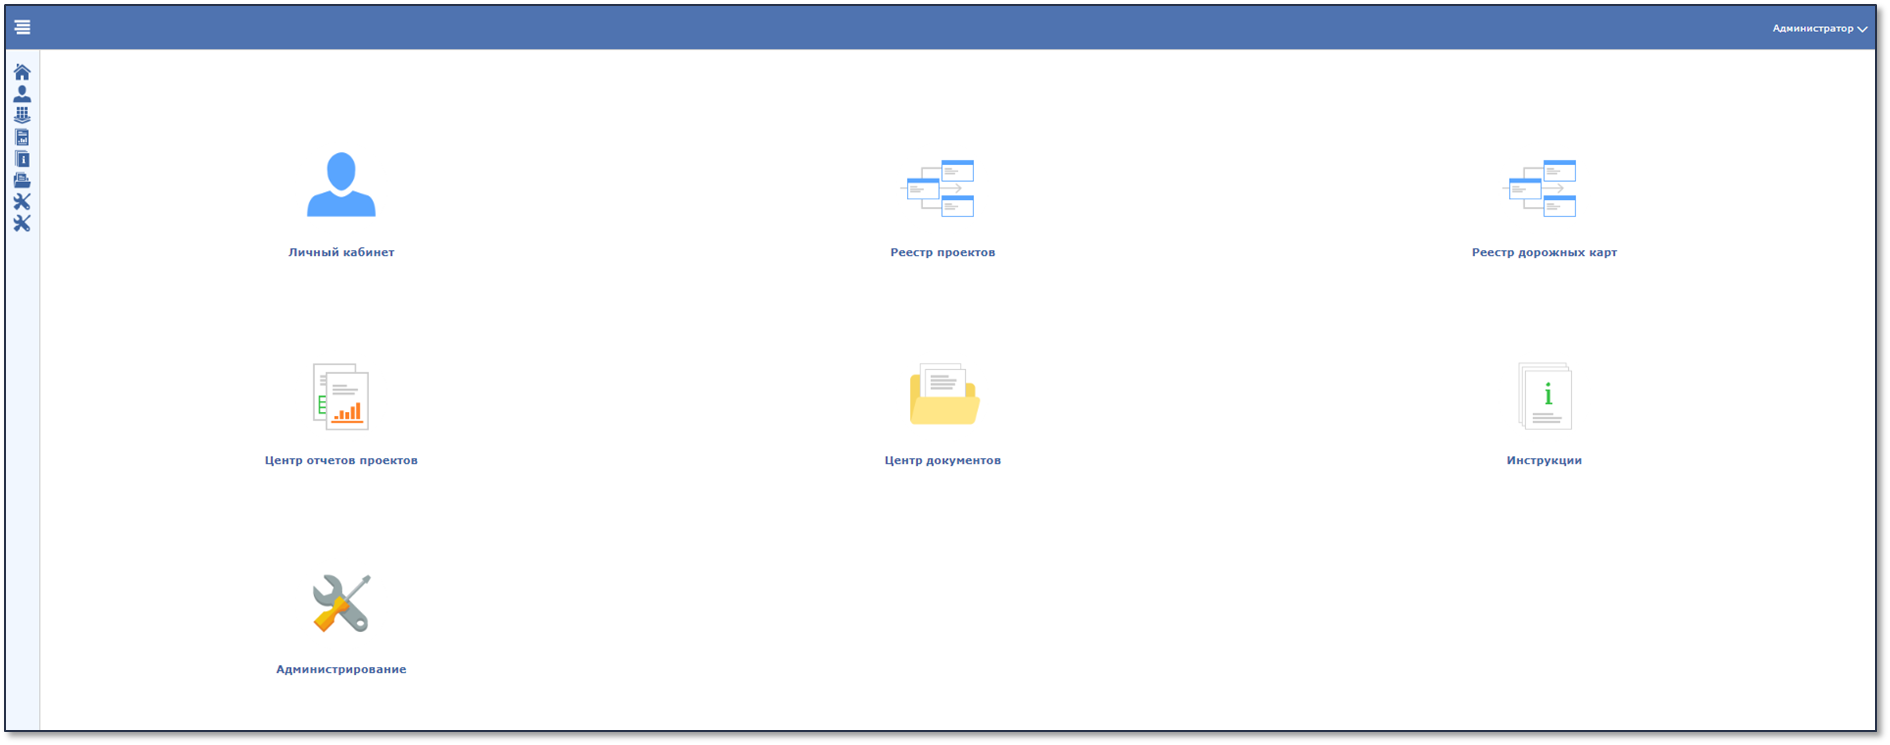 Администратор
Личный кабинет
Реестр проектов
Реестр дорожных карт
Центр отчетов проектов
Центр документов
Инструкции
Администрирование